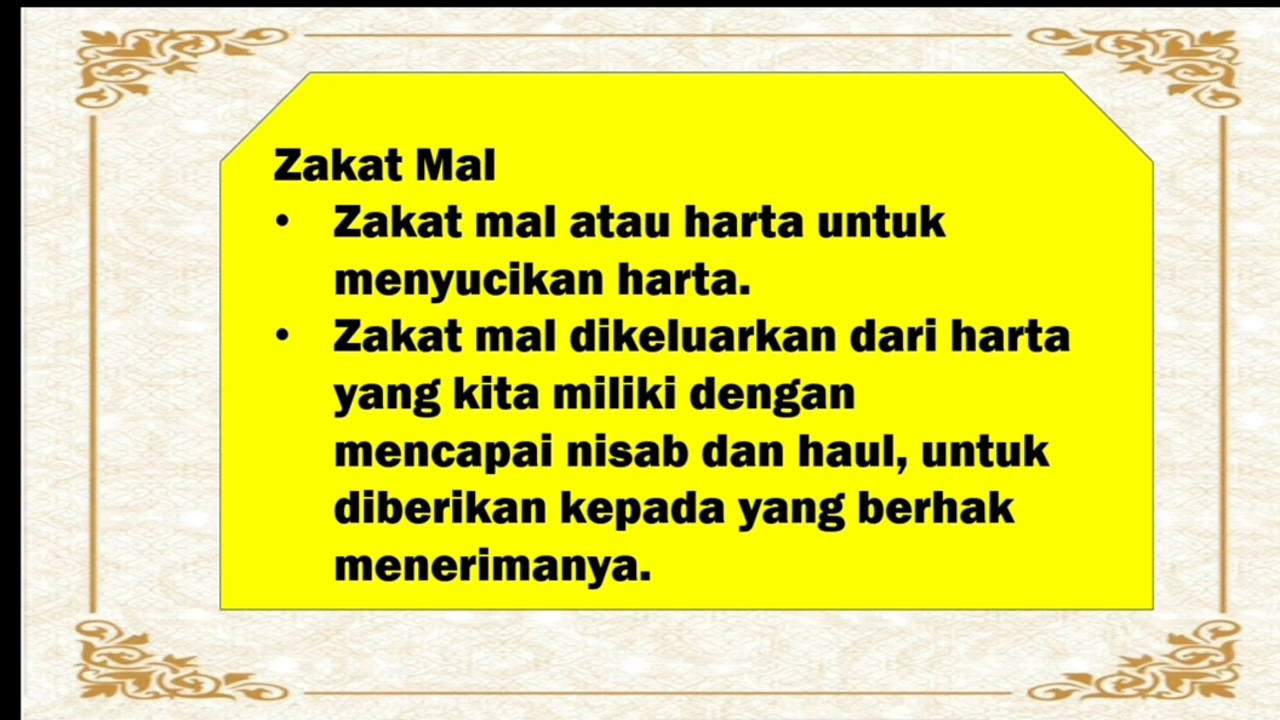 Zakat Mal
• Zakat mal atau harta untuk
menyucikan harta.
• Zakat mal dikeluarkan dari harta
yang kita miliki dengan
mencapai nisab dan haul, untuk
diberikan kepada yang berhak
menerimanya.